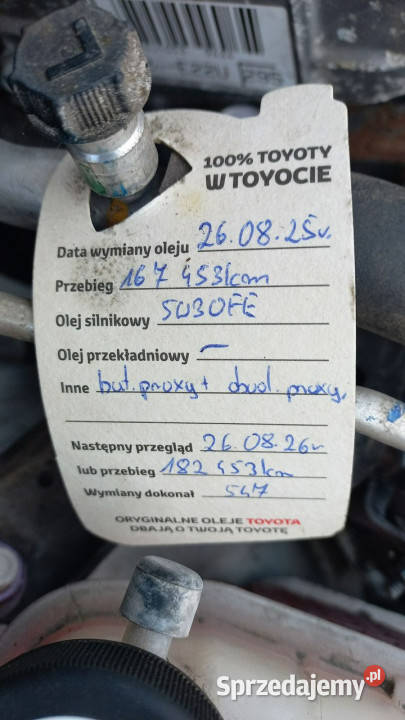 100% TOYOTY
W TOYOCIE
Data wymiany oleju 26.08.25r.
Przebieg 167 453km
Olej silnikowy 5W30FE
Olej przekładniowy —
Inne
Następny przegląd 26.08.26r
lub przebieg 182 453km
Wymiany dokonał 547
ORYGINALNE OLEJE TOYOTA
DBAJĄ O TWOJĄ TOYOTĘ
Sprzedajemy.pl